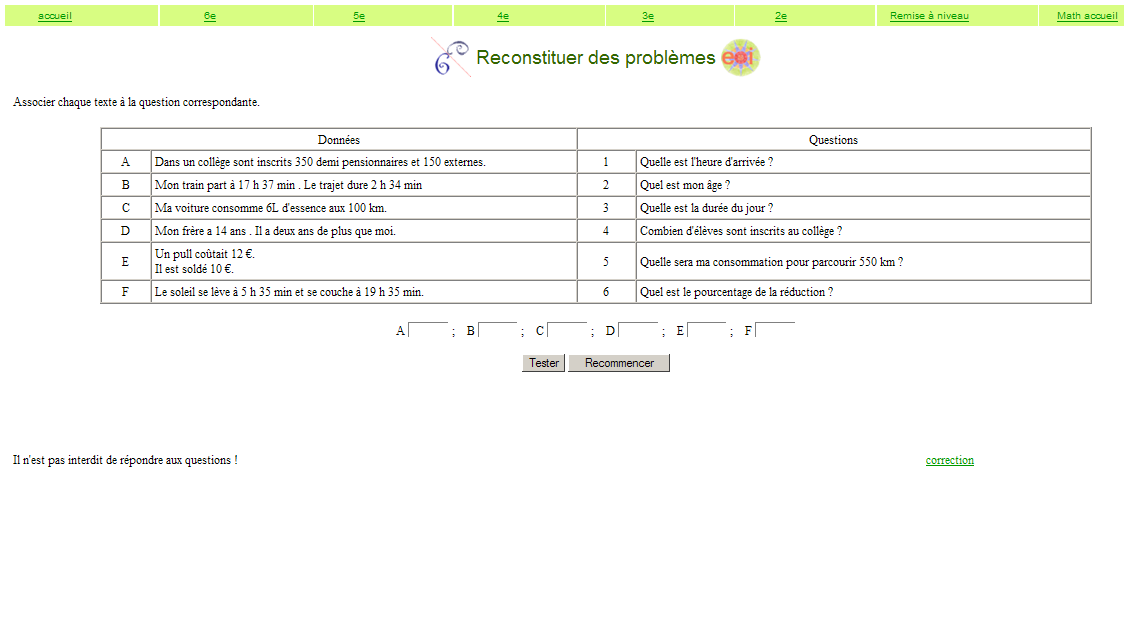 accueil 6e 5e 4e 3e 2e Remise à niveau Math accueil
6e Reconstituer des problèmes eoi
Associer chaque texte à la question correspondante.
Données Questions
A Dans un collège sont inscrits 350 demi pensionnaires et 150 externes. 1 Quelle est l'heure d'arrivée ?
B Mon train part à 17 h 37 min . Le trajet dure 2 h 34 min 2 Quel est mon âge ?
C Ma voiture consomme 6L d'essence aux 100 km. 3 Quelle est la durée du jour ?
D Mon frère a 14 ans . Il a deux ans de plus que moi. 4 Combien d'élèves sont inscrits au collège ?
E Un pull coûtait 12 €.
Il est soldé 10 €. 5 Quelle sera ma consommation pour parcourir 550 km ?
F Le soleil se lève à 5 h 35 min et se couche à 19 h 35 min. 6 Quel est le pourcentage de la réduction ?
A ; B ; C ; D ; E ; F
Tester Recommencer
Il n'est pas interdit de répondre aux questions ! correction